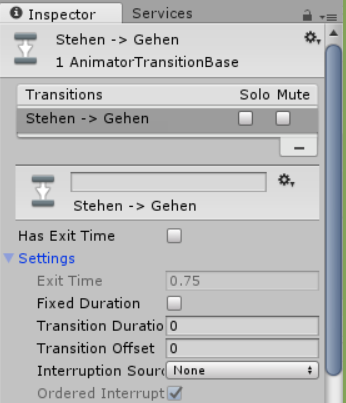 Inspector Services
Stehen -> Gehen
1 AnimatorTransitionBase
Transitions Solo Mute
Stehen -> Gehen
Stehen -> Gehen
Has Exit Time
Settings
Exit Time 0.75
Fixed Duration
Transition Duratio 0
Transition Offset 0
Interruption Sour None
Ordered Interrupt